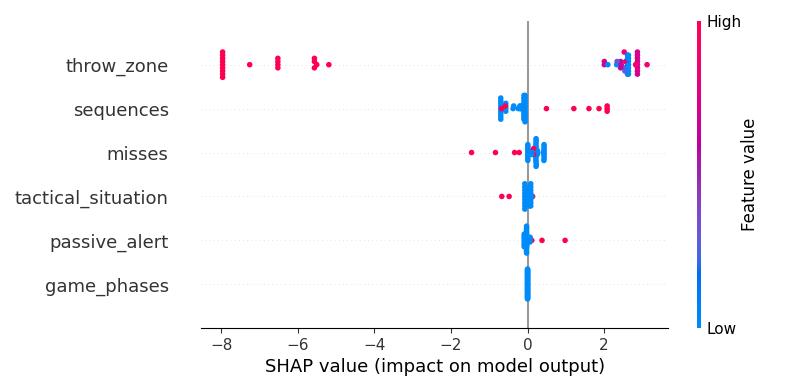 High
throw_zone
sequences
misses
tactical_situation
passive_alert
game_phases
Feature value
Low
−8 −6 −4 −2 0 2
SHAP value (impact on model output)